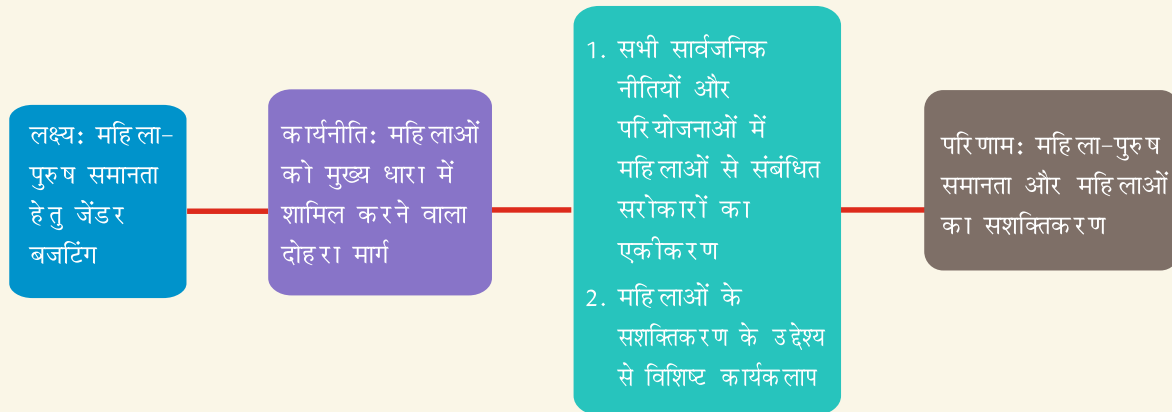 लक्ष्य: महिला-
पुरुष समानता
हेतु जेंडर
बजटिंग
कार्यनीति: महिलाओं
को मुख्य धारा में
शामिल करने वाला
दोहरा मार्ग
1. सभी सार्वजनिक
नीतियों और
परियोजनाओं में
महिलाओं से संबंधित
सरोकारों का
एकीकरण
2. महिलाओं के
सशक्तिकरण के उद्देश्य
से विशिष्ट कार्यकलाप
परिणाम: महिला-पुरुष
समानता और महिलाओं
का सशक्तिकरण